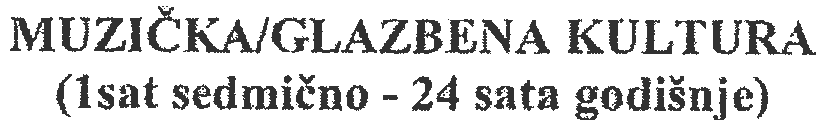 MUZIČKA/GLAZBENA KULTURA
(1sat sedmično - 24 sata godišnje)